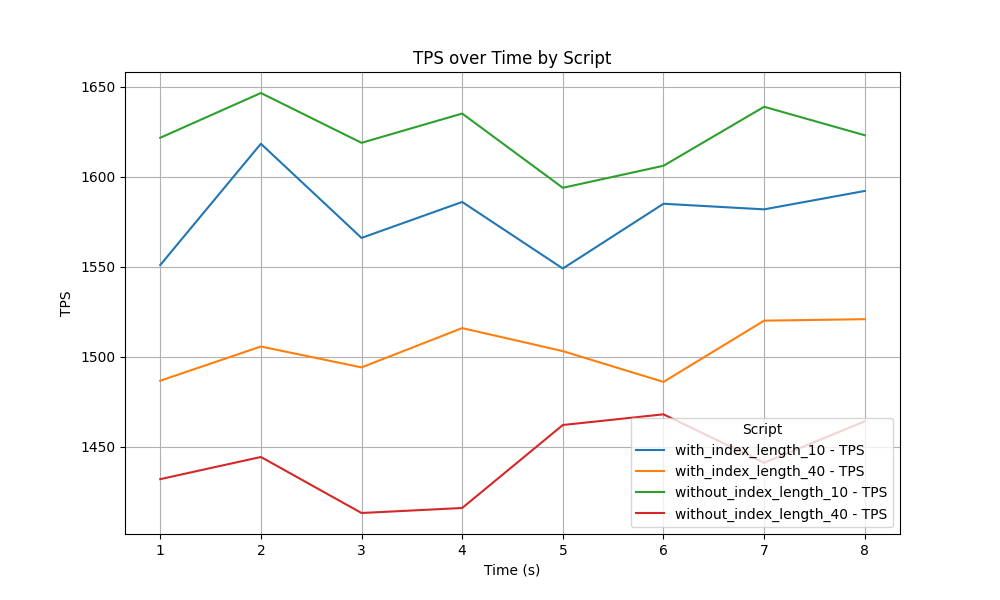 TPS over Time by Script
1650
1600
1550
1500
1450
TPS
1
2
3
4
5
6
7
8
Time (s)
Script
with_index_length_10 - TPS
with_index_length_40 - TPS
without_index_length_10 - TPS
without_index_length_40 - TPS